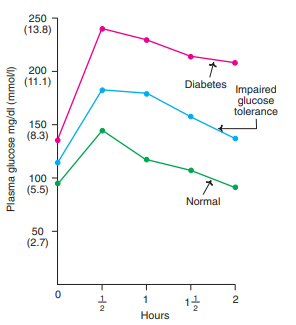 250
(13.8)
200
(11.1)
150
(8.3)
100
(5.5)
50
(2.7)
Plasma glucose mg/dl (mmol/l)
Diabetes
Impaired
glucose
tolerance
Normal
0 1/2 1 1 1/2 2
Hours